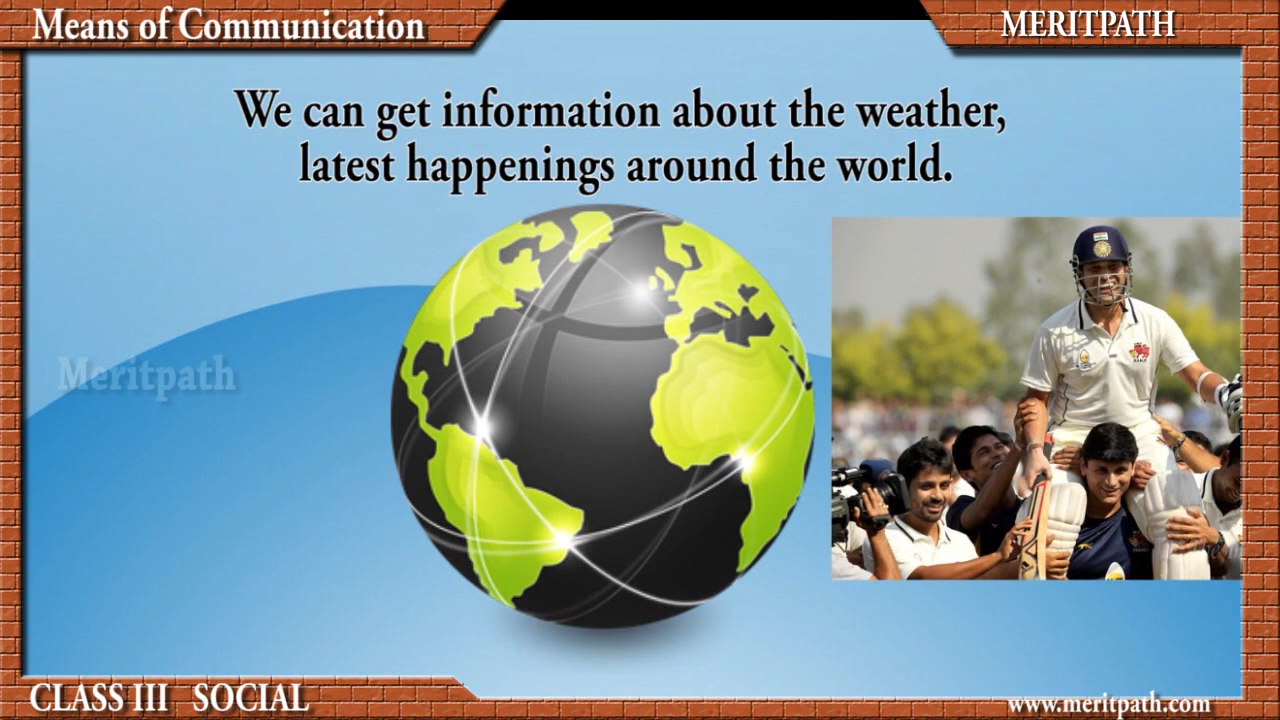 Means of Communication
MERITPATH
We can get information about the weather,
latest happenings around the world.
Meritpath
CLASS III SOCIAL
www.meritpath.com